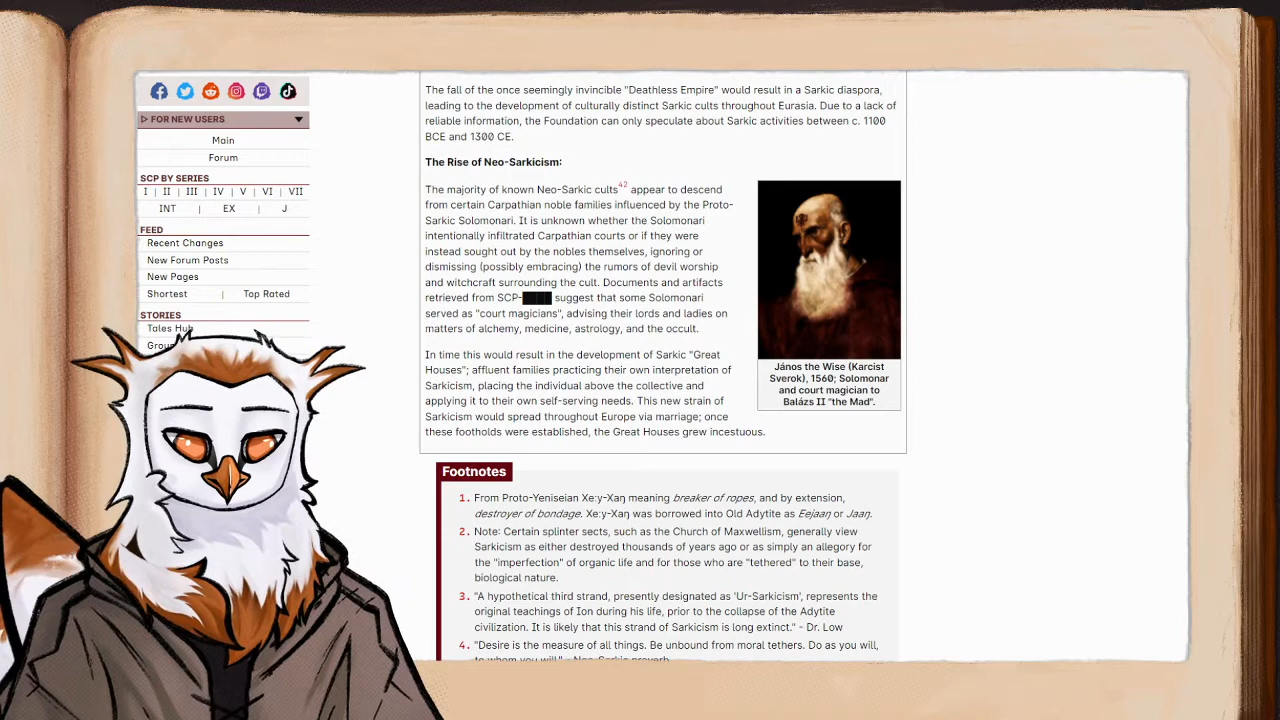 ▷ FOR NEW USERS
Main
Forum
SCP BY SERIES
I | II | III | IV | V | VI | VII
INT | EX | J
FEED
Recent Changes
New Forum Posts
New Pages
Shortest | Top Rated
STORIES
Tales Hub
The fall of the once seemingly invincible "Deathless Empire" would result in a Sarkic diaspora,
leading to the development of culturally distinct Sarkic cults throughout Eurasia. Due to a lack of
reliable information, the Foundation can only speculate about Sarkic activities between c. 1100
BCE and 1300 CE.
The Rise of Neo-Sarkicism:
The majority of known Neo-Sarkic cults42 appear to descend
from certain Carpathian noble families influenced by the Proto-
Sarkic Solomonari. It is unknown whether the Solomonari
intentionally infiltrated Carpathian courts or if they were
instead sought out by the nobles themselves, ignoring or
dismissing (possibly embracing) the rumors of devil worship
and witchcraft surrounding the cult. Documents and artifacts
retrieved from SCP-████ suggest that some Solomonari
served as "court magicians", advising their lords and ladies on
matters of alchemy, medicine, astrology, and the occult.
In time this would result in the development of Sarkic "Great
Houses"; affluent families practicing their own interpretation of
Sarkicism, placing the individual above the collective and
applying it to their own self-serving needs. This new strain of
Sarkicism would spread throughout Europe via marriage; once
these footholds were established, the Great Houses grew incestuous.
János the Wise (Karcist
Sverok), 1560; Solomonar
and court magician to
Balázs II "the Mad".
Footnotes
1. From Proto-Yeniseian Xe:y-Xaŋ meaning breaker of ropes, and by extension,
destroyer of bondage. Xe:y-Xaŋ was borrowed into Old Adytite as Eejaaŋ or Jaaŋ.
2. Note: Certain splinter sects, such as the Church of Maxwellism, generally view
Sarkicism as either destroyed thousands of years ago or as simply an allegory for
the "imperfection" of organic life and for those who are "tethered" to their base,
biological nature.
3. "A hypothetical third strand, presently designated as 'Ur-Sarkicism', represents the
original teachings of Ion during his life, prior to the collapse of the Adytite
civilization. It is likely that this strand of Sarkicism is long extinct." - Dr. Low
4. "Desire is the measure of all things. Be unbound from moral tethers. Do as you will,
to whom you will." - Neo-Sarkic proverb